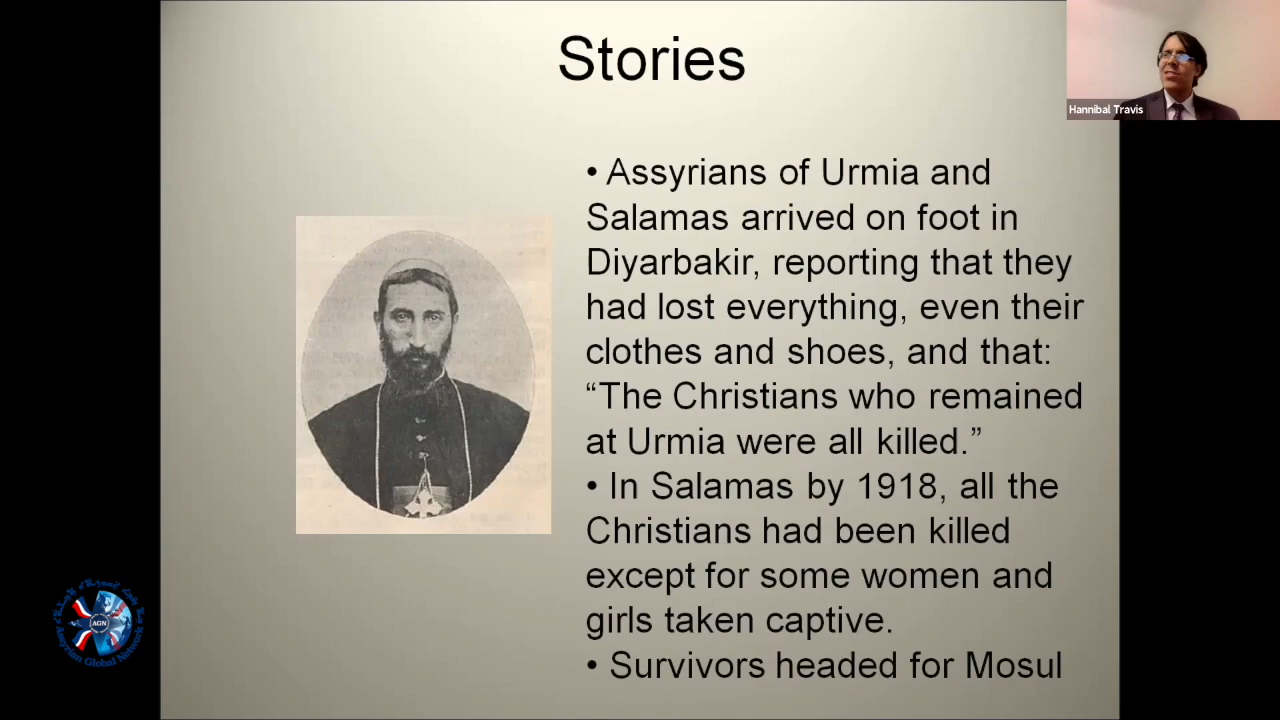 Stories
Hannibal Travis
• Assyrians of Urmia and
Salamas arrived on foot in
Diyarbakir, reporting that they
had lost everything, even their
clothes and shoes, and that:
“The Christians who remained
at Urmia were all killed.”
• In Salamas by 1918, all the
Christians had been killed
except for some women and
girls taken captive.
• Survivors headed for Mosul
AGN
Assyrian Global Network